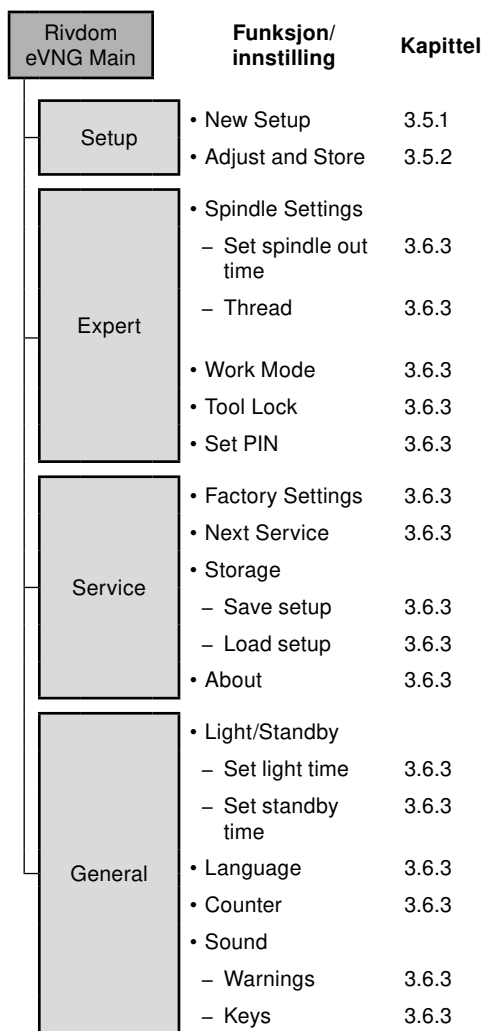 Rivdom
eVNG Main
Funksjon/
innstilling
Kapittel
Setup
• New Setup 3.5.1
• Adjust and Store 3.5.2
Expert
• Spindle Settings
– Set spindle out 3.6.3
time
– Thread 3.6.3
• Work Mode 3.6.3
• Tool Lock 3.6.3
• Set PIN 3.6.3
Service
• Factory Settings 3.6.3
• Next Service 3.6.3
• Storage
– Save setup 3.6.3
– Load setup 3.6.3
• About 3.6.3
General
• Light/Standby
– Set light time 3.6.3
– Set standby 3.6.3
time
• Language 3.6.3
• Counter 3.6.3
• Sound
– Warnings 3.6.3
– Keys 3.6.3